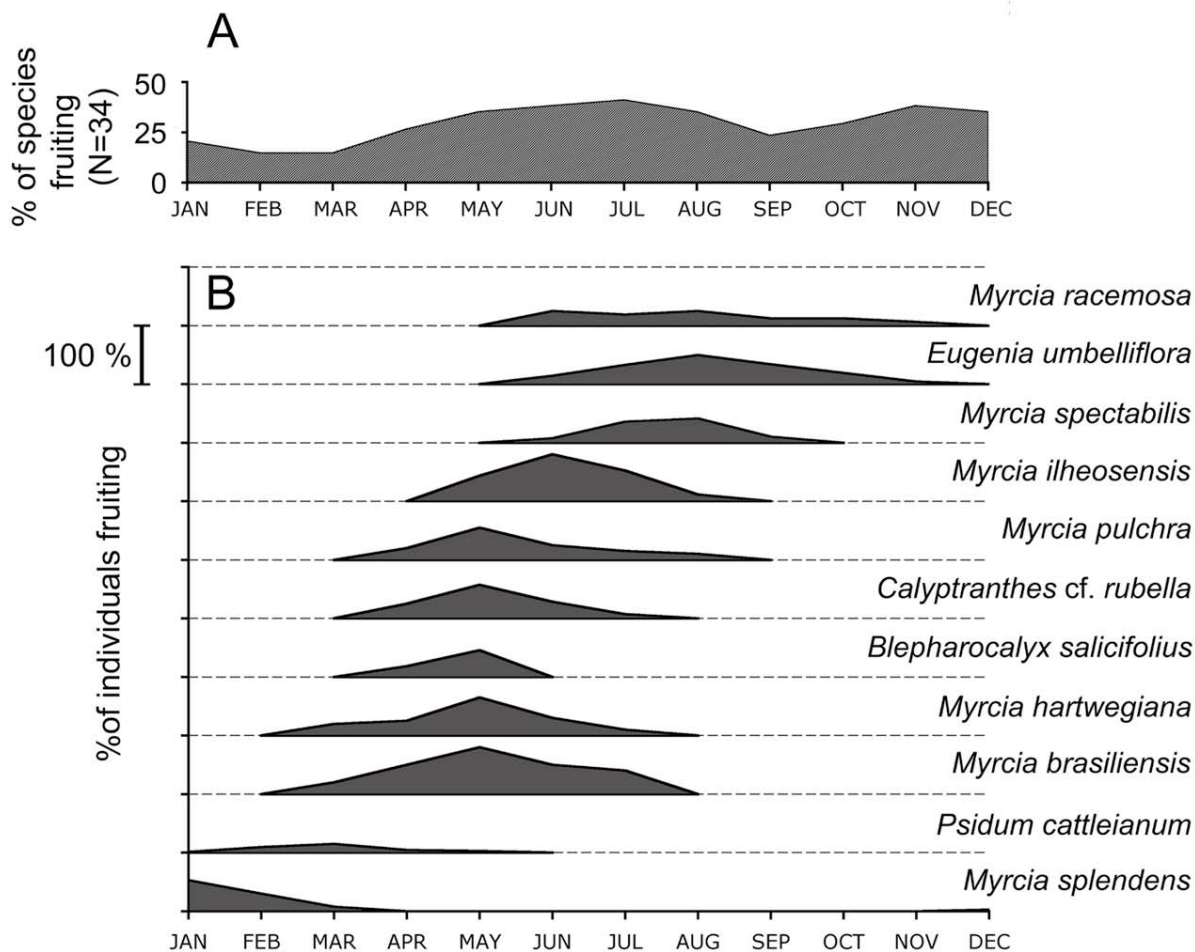 A
% of species
fruiting
(N=34)
50
25
0
JAN FEB MAR APR MAY JUN JUL AUG SEP OCT NOV DEC
B
100 %
%of individuals fruiting
Myrcia racemosa
Eugenia umbelliflora
Myrcia spectabilis
Myrcia ilheosensis
Myrcia pulchra
Calyptranthes cf. rubella
Blepharocalyx salicifolius
Myrcia hartwegiana
Myrcia brasiliensis
Psidum cattleianum
Myrcia splendens
JAN FEB MAR APR MAY JUN JUL AUG SEP OCT NOV DEC